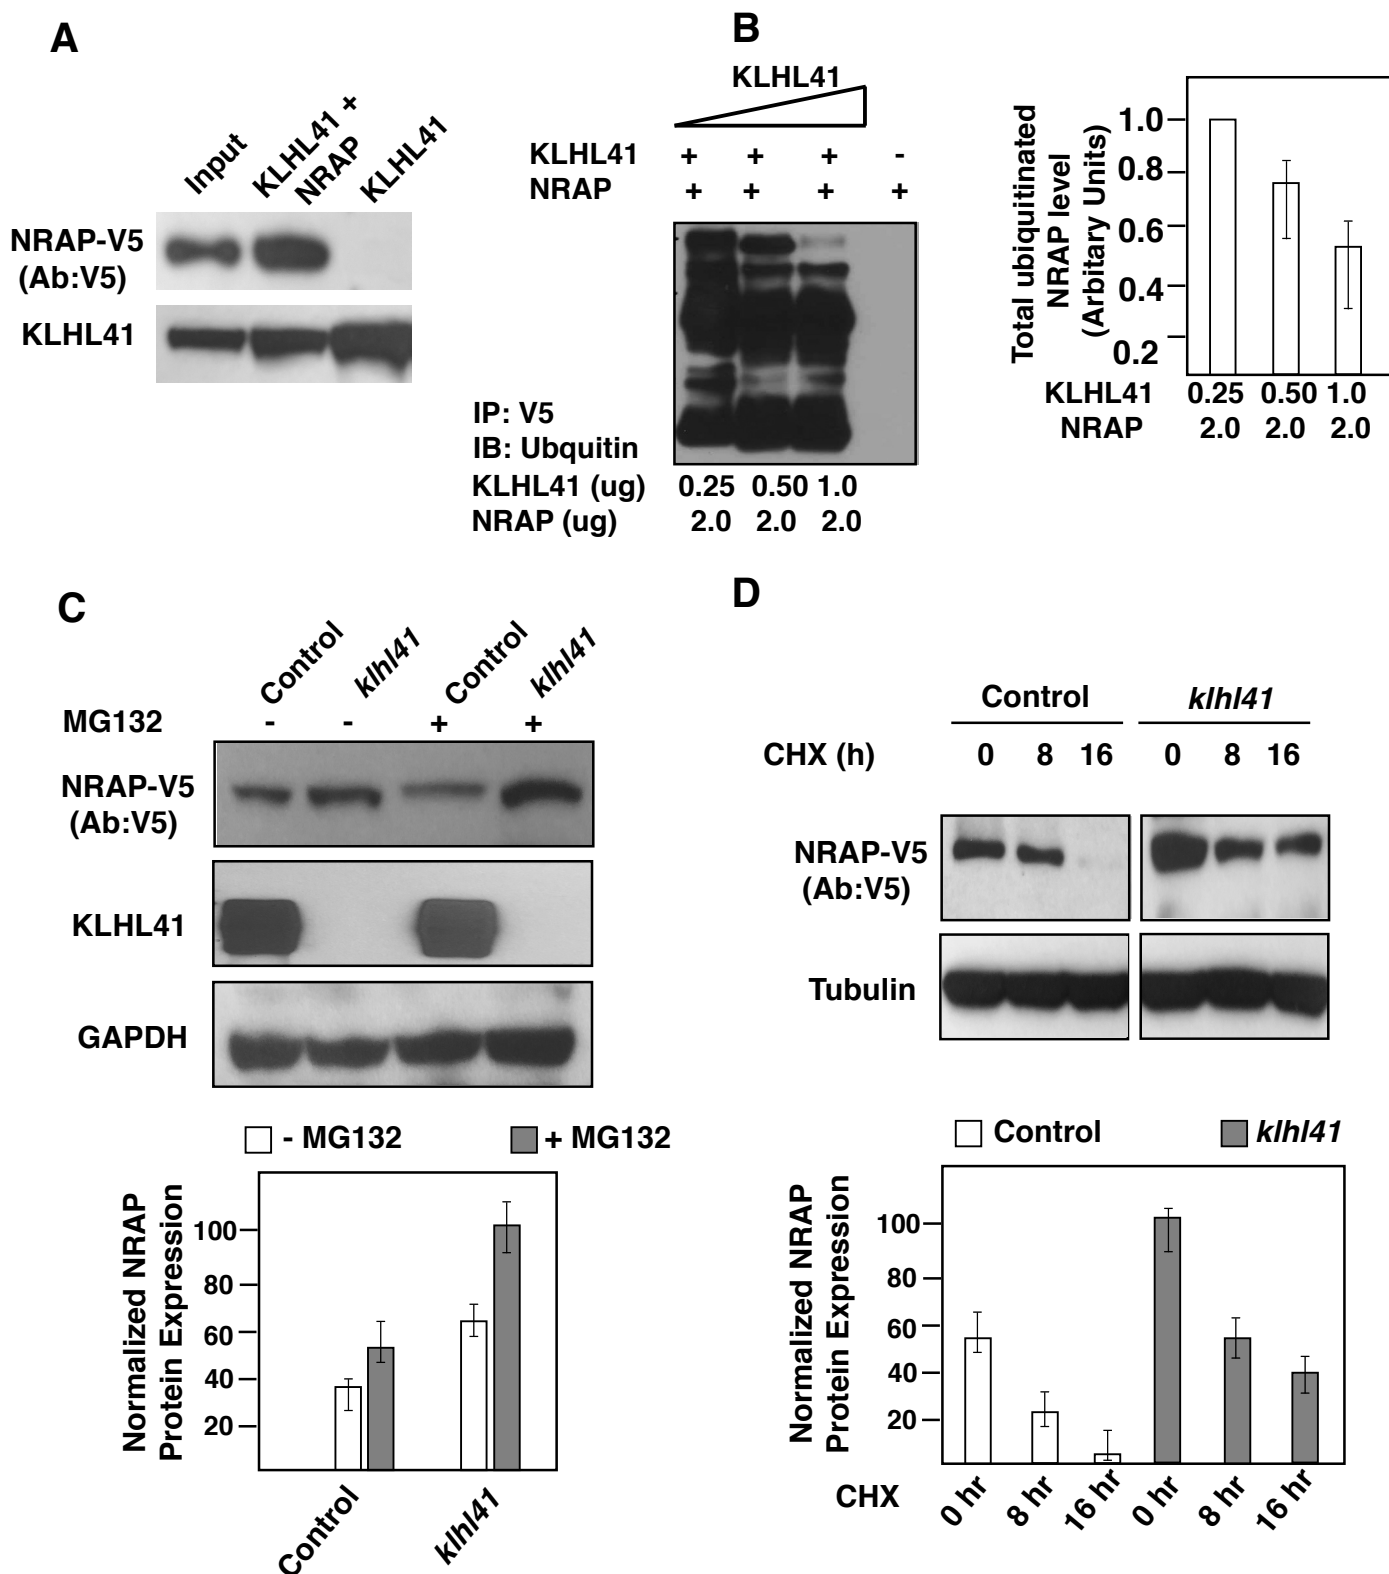 A
Input
KLHL41 +
NRAP
KLHL41
NRAP-V5
(Ab:V5)
KLHL41
B
KLHL41
KLHL41 + + + -
NRAP + + + +
IP: V5
IB: Ubquitin
KLHL41 (ug) 0.25 0.50 1.0
NRAP (ug) 2.0 2.0 2.0
Total ubiquitinated
NRAP level
(Arbitary Units)
1.0
0.8
0.6
0.4
0.2
KLHL41 0.25 0.50 1.0
NRAP 2.0 2.0 2.0
C
Control
klhl41
Control
klhl41
MG132 - - + +
NRAP-V5
(Ab:V5)
KLHL41
GAPDH
- MG132 + MG132
Normalized NRAP
Protein Expression
100
80
60
40
20
Control
klhl41
D
Control klhl41
CHX (h) 0 8 16 0 8 16
NRAP-V5
(Ab:V5)
Tubulin
Control klhl41
Normalized NRAP
Protein Expression
100
80
60
40
20
CHX 0 hr 8 hr 16 hr 0 hr 8 hr 16 hr